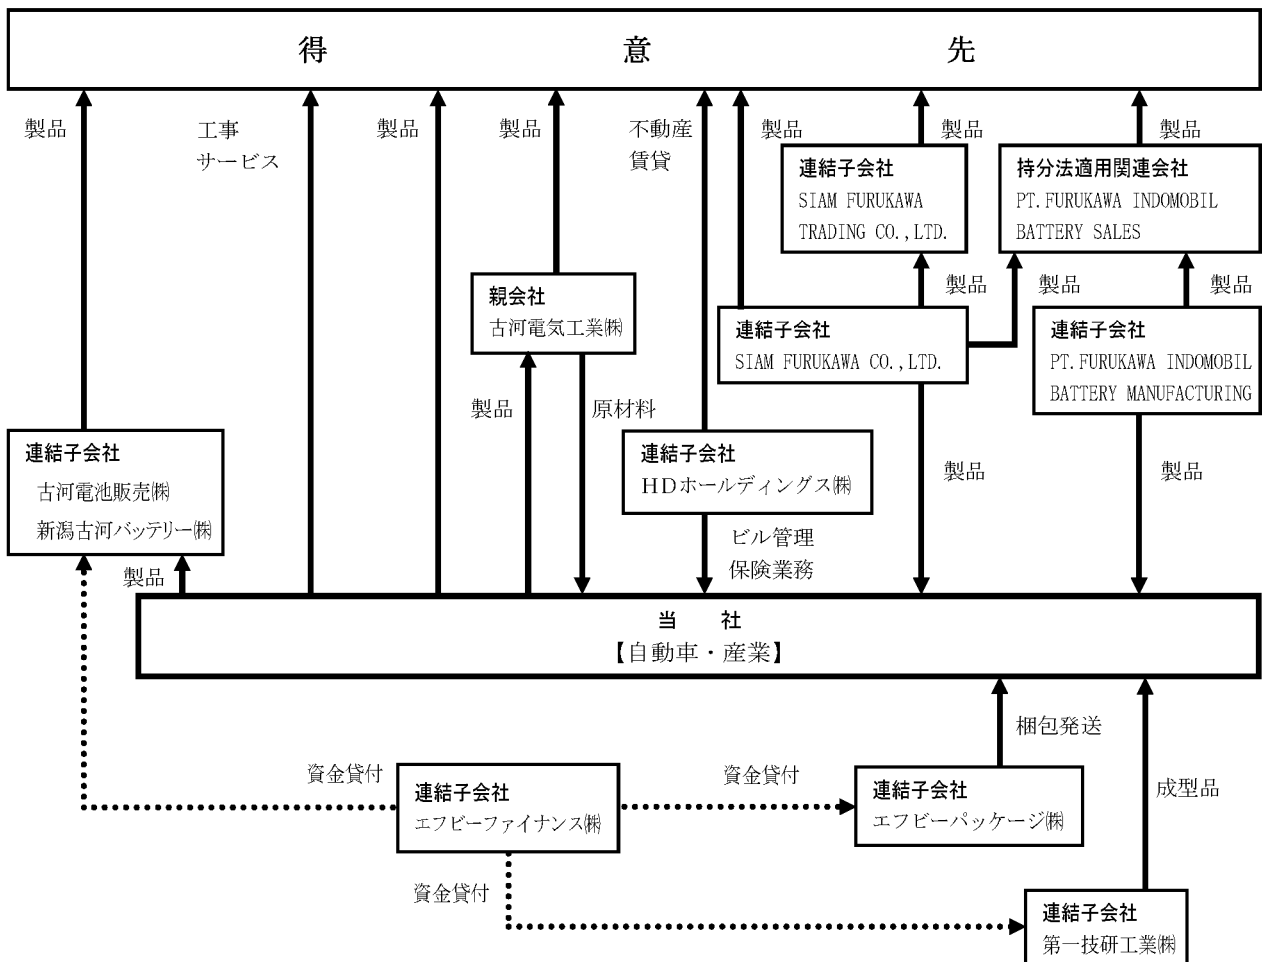 得意先
製品
工事
サービス
製品
製品
不動産
賃貸
製品
製品
製品
連結子会社
SIAM FURUKAWA
TRADING CO.,LTD.
持分法適用関連会社
PT.FURUKAWA INDOMOBIL
BATTERY SALES
親会社
古河電気工業㈱
製品
製品
製品
連結子会社
SIAM FURUKAWA CO.,LTD.
連結子会社
PT.FURUKAWA INDOMOBIL
BATTERY MANUFACTURING
製品
原材料
連結子会社
古河電池販売㈱
新潟古河バッテリー㈱
連結子会社
HDホールディングス㈱
製品
製品
ビル管理
保険業務
製品
当社
【自動車・産業】
梱包発送
資金貸付
連結子会社
エフビーファイナンス㈱
資金貸付
連結子会社
エフビーパッケージ㈱
成型品
資金貸付
連結子会社
第一技研工業㈱